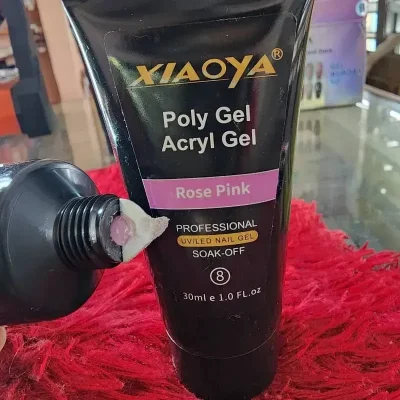 XIAOYA®
Poly Gel
Acryl Gel
Rose Pink
PROFESSIONAL
UV/LED NAIL GEL
SOAK-OFF
8
30ml e 1.0 FL.oz